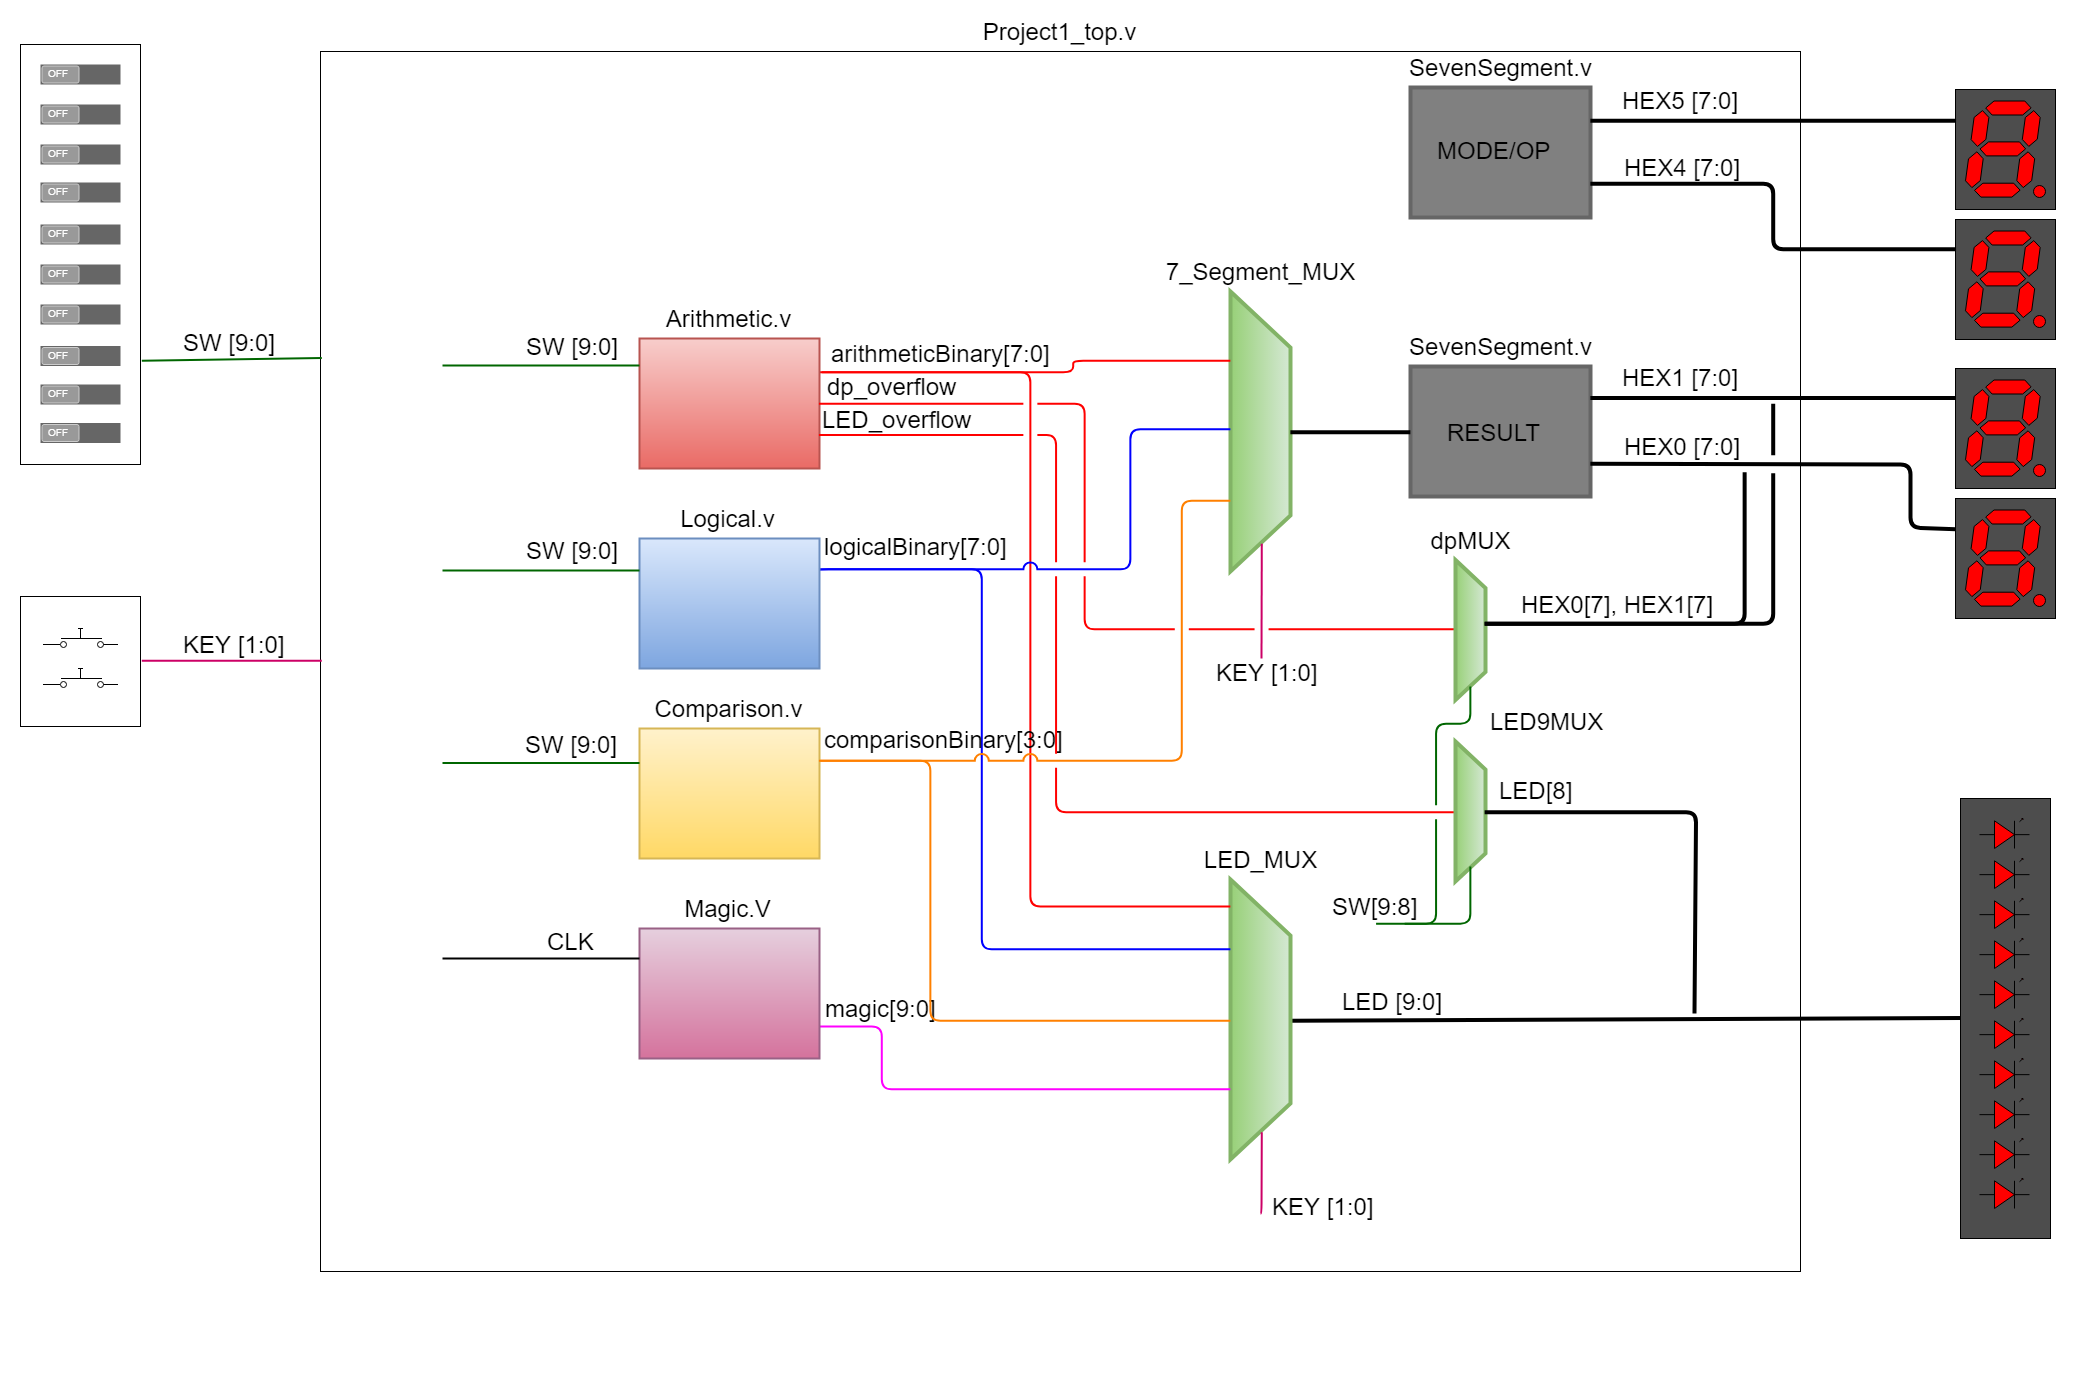 Project1_top.v
OFF
OFF
OFF
OFF
OFF
OFF
OFF
OFF
OFF
OFF
SW [9:0]
KEY [1:0]
SW [9:0]
Arithmetic.v
arithmeticBinary[7:0]
dp_overflow
LED_overflow
SW [9:0]
Logical.v
logicalBinary[7:0]
SW [9:0]
Comparison.v
comparisonBinary[3:0]
CLK
Magic.V
magic[9:0]
7_Segment_MUX
KEY [1:0]
LED_MUX
KEY [1:0]
SevenSegment.v
MODE/OP
HEX5 [7:0]
HEX4 [7:0]
SevenSegment.v
RESULT
HEX1 [7:0]
HEX0 [7:0]
dpMUX
HEX0[7], HEX1[7]
LED9MUX
LED[8]
SW[9:8]
LED [9:0]